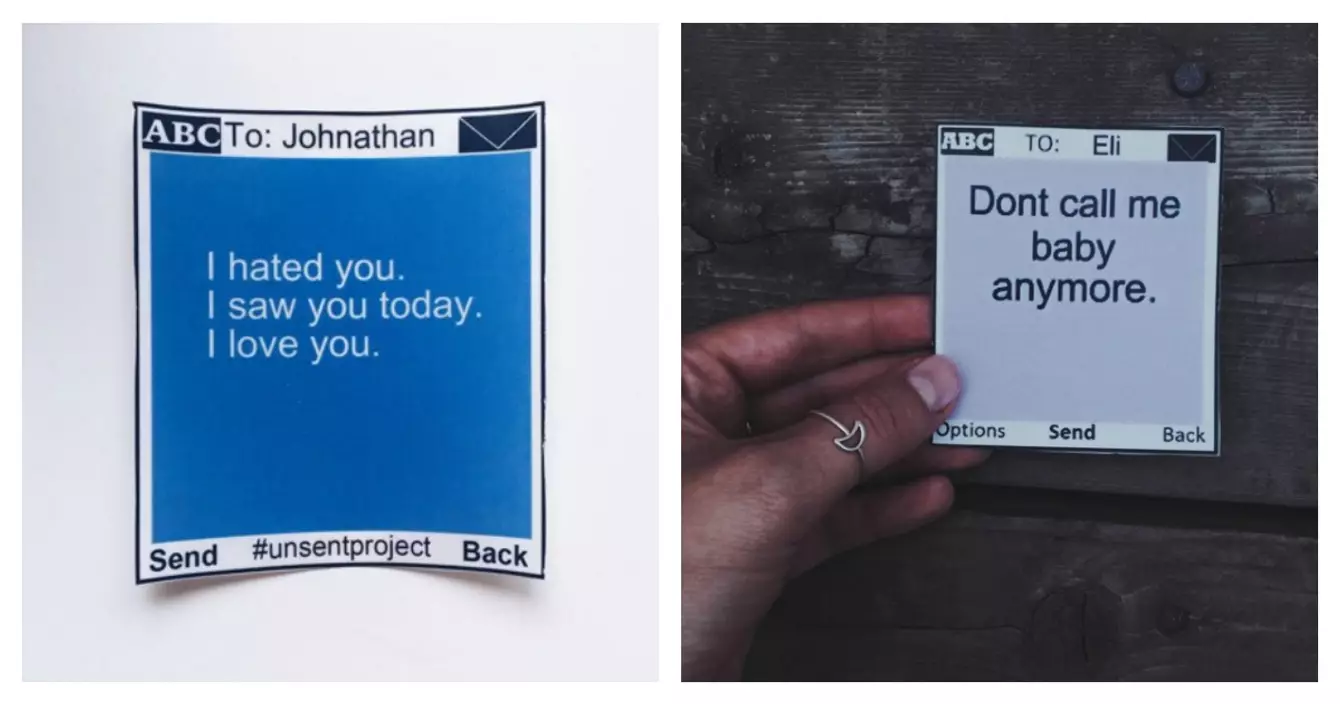 ABC To: Johnathan
I hated you.
I saw you today.
I love you.
Send #unsentproject Back
ABC TO: Eli
Dont call me
baby
anymore.
Options Send Back